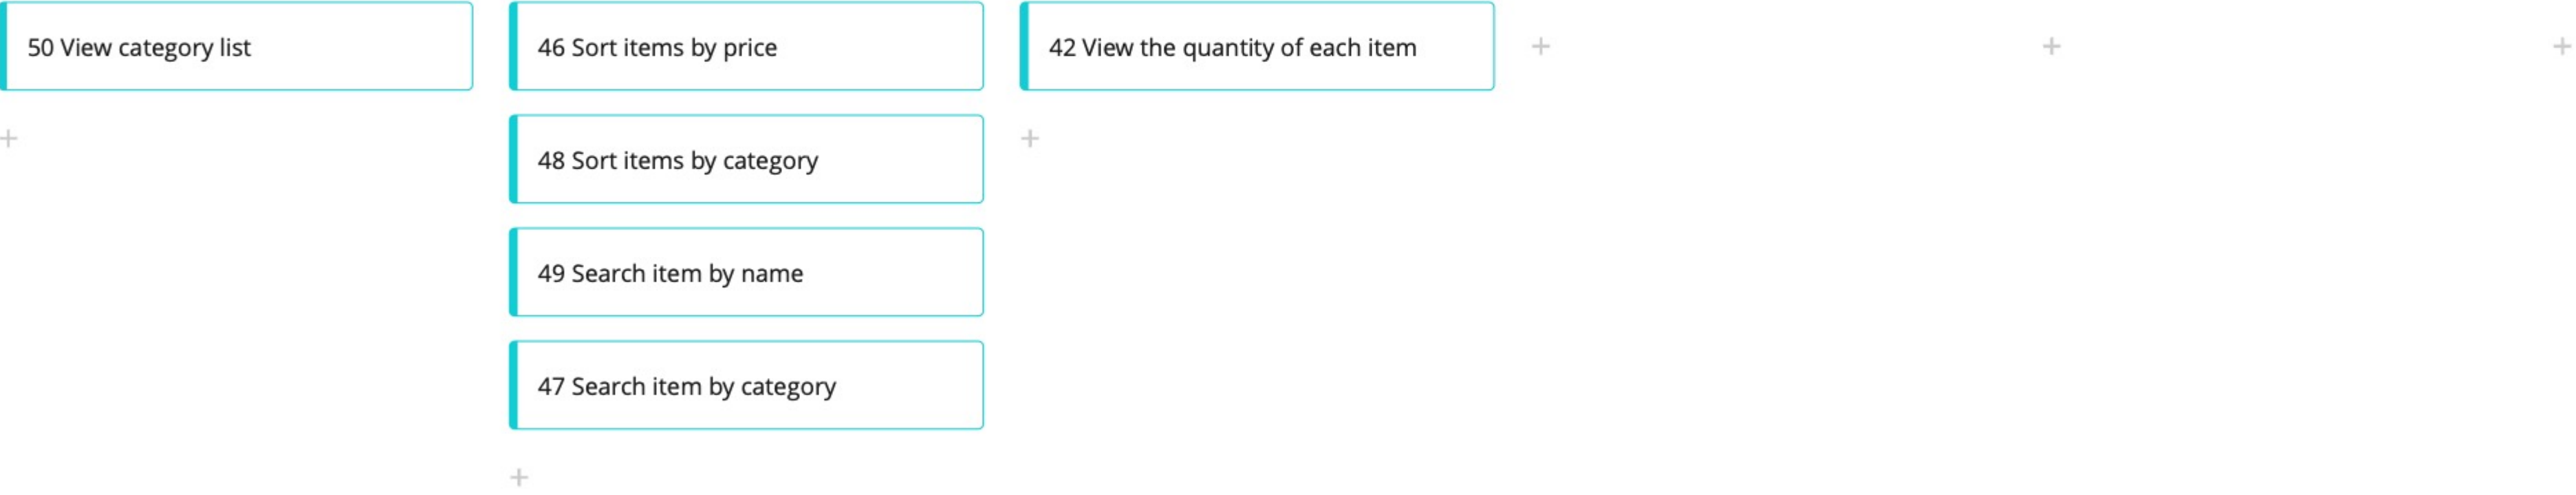 50 View category list
46 Sort items by price
42 View the quantity of each item
48 Sort items by category
49 Search item by name
47 Search item by category